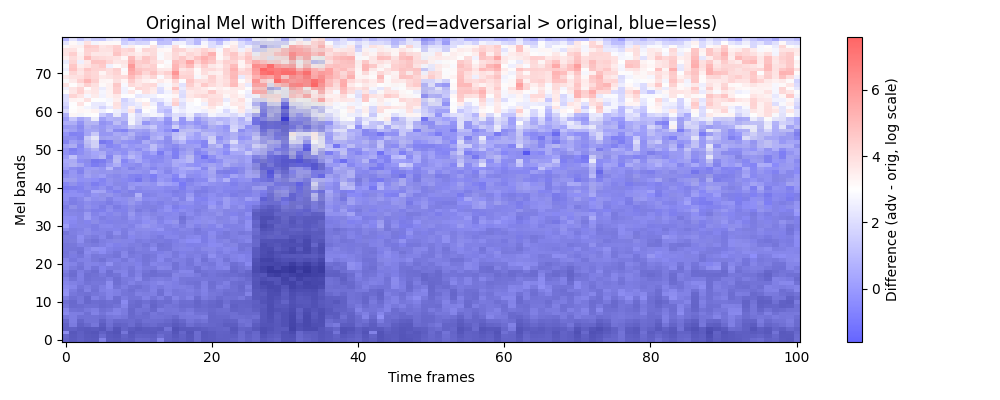 Original Mel with Differences (red=adversarial > original, blue=less)
70
60
50
40
30
20
10
0
Mel bands
0 20 40 60 80 100
Time frames
6
4
2
0
Difference (adv - orig, log scale)